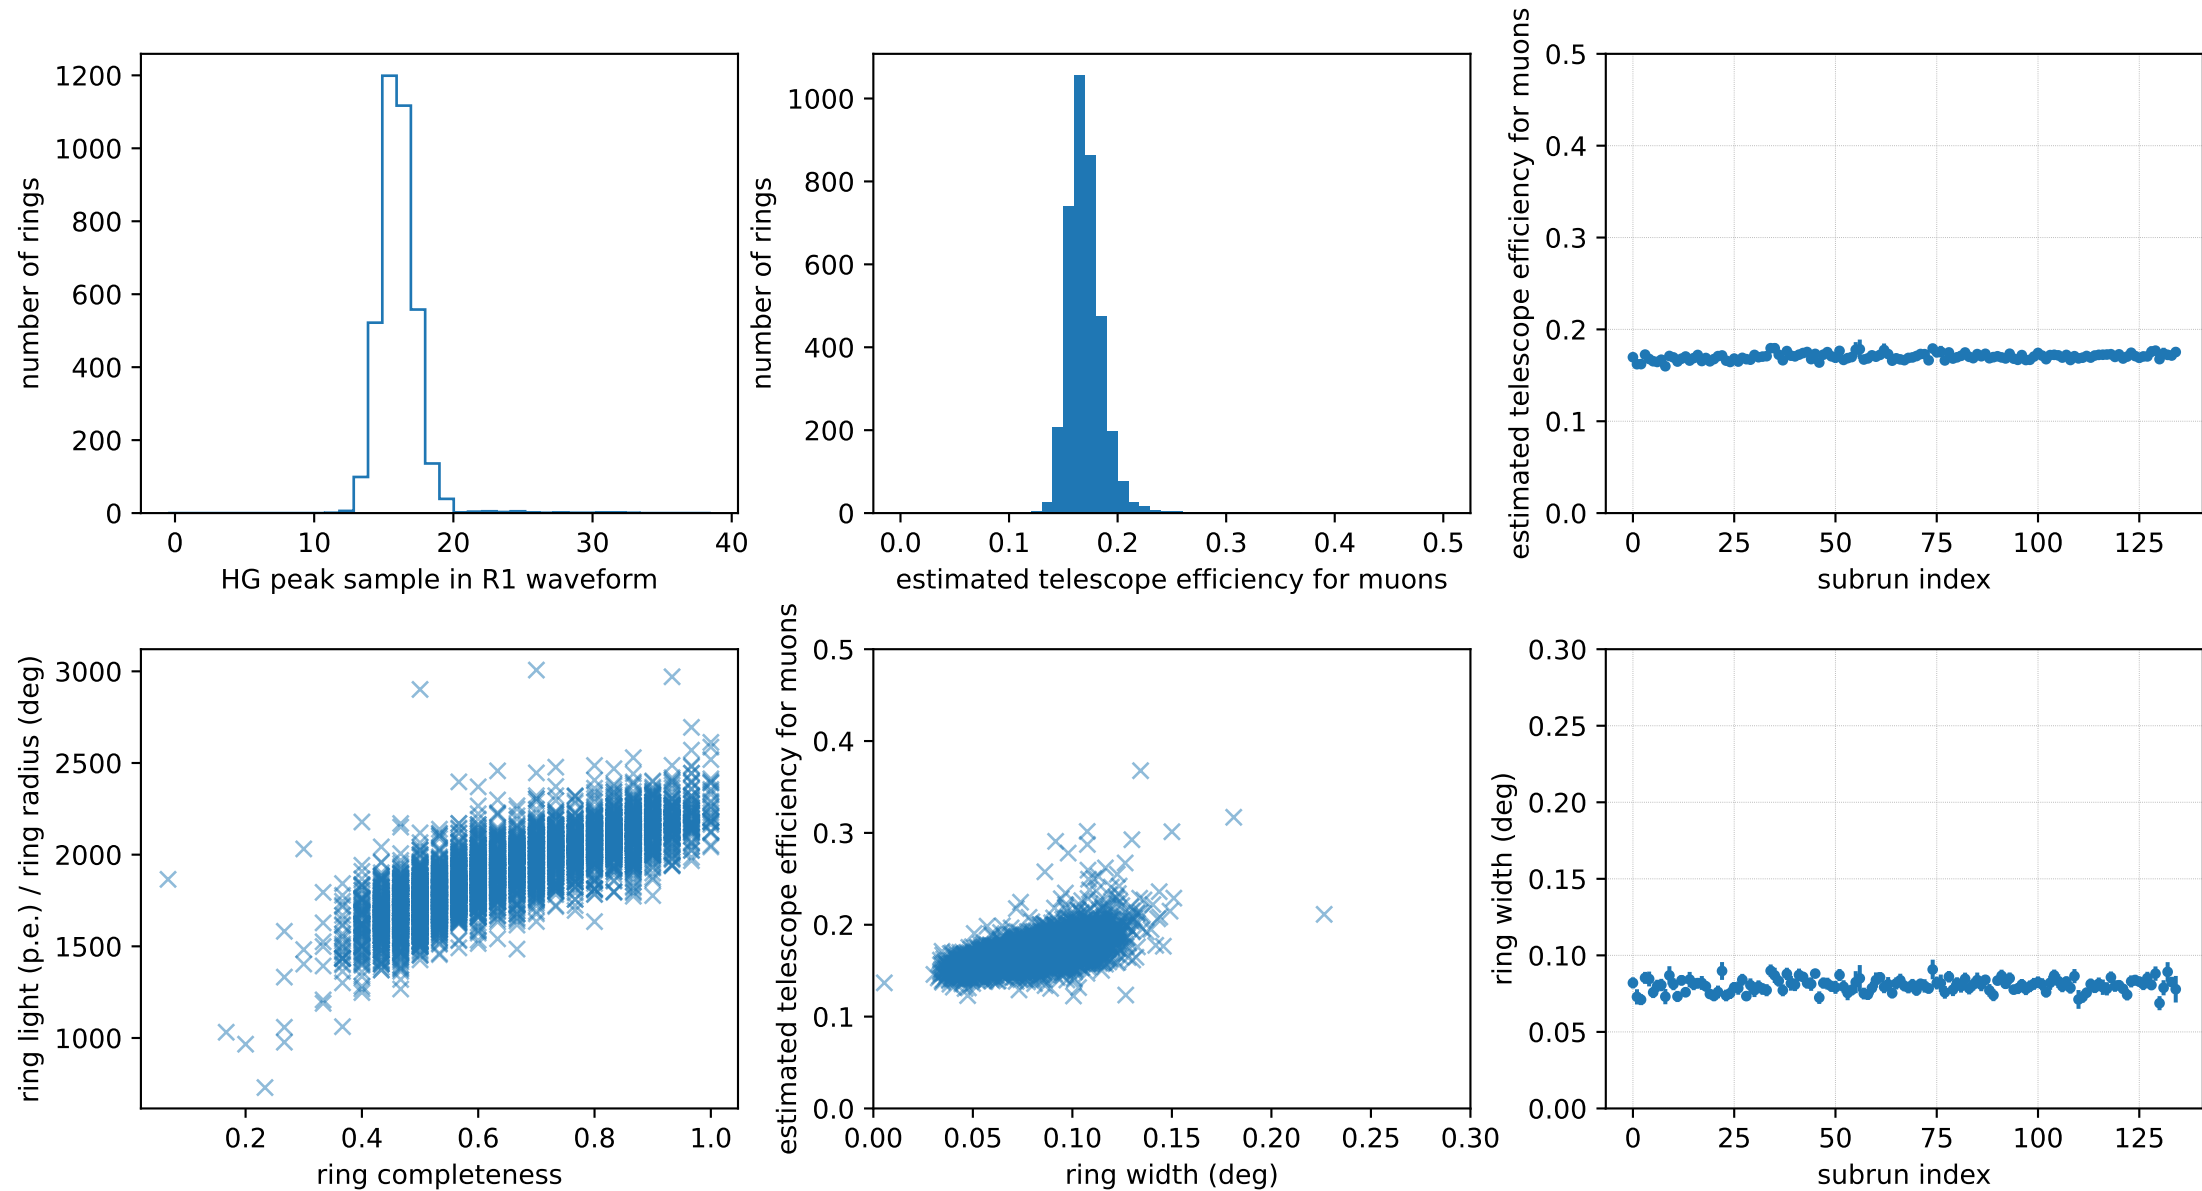 1200
1000
800
600
400
200
0
number of rings
0 10 20 30 40
HG peak sample in R1 waveform
1000
800
600
400
200
0
number of rings
0.0 0.1 0.2 0.3 0.4 0.5
estimated telescope efficiency for muons
0.5
0.4
0.3
0.2
0.1
0.0
estimated telescope efficiency for muons
0 25 50 75 100 125
subrun index
3000
2500
2000
1500
1000
ring light (p.e.) / ring radius (deg)
0.2 0.4 0.6 0.8 1.0
ring completeness
0.5
0.4
0.3
0.2
0.1
0.0
estimated telescope efficiency for muons
0.00 0.05 0.10 0.15 0.20 0.25 0.30
ring width (deg)
0.30
0.25
0.20
0.15
0.10
0.05
0.00
ring width (deg)
0 25 50 75 100 125
subrun index